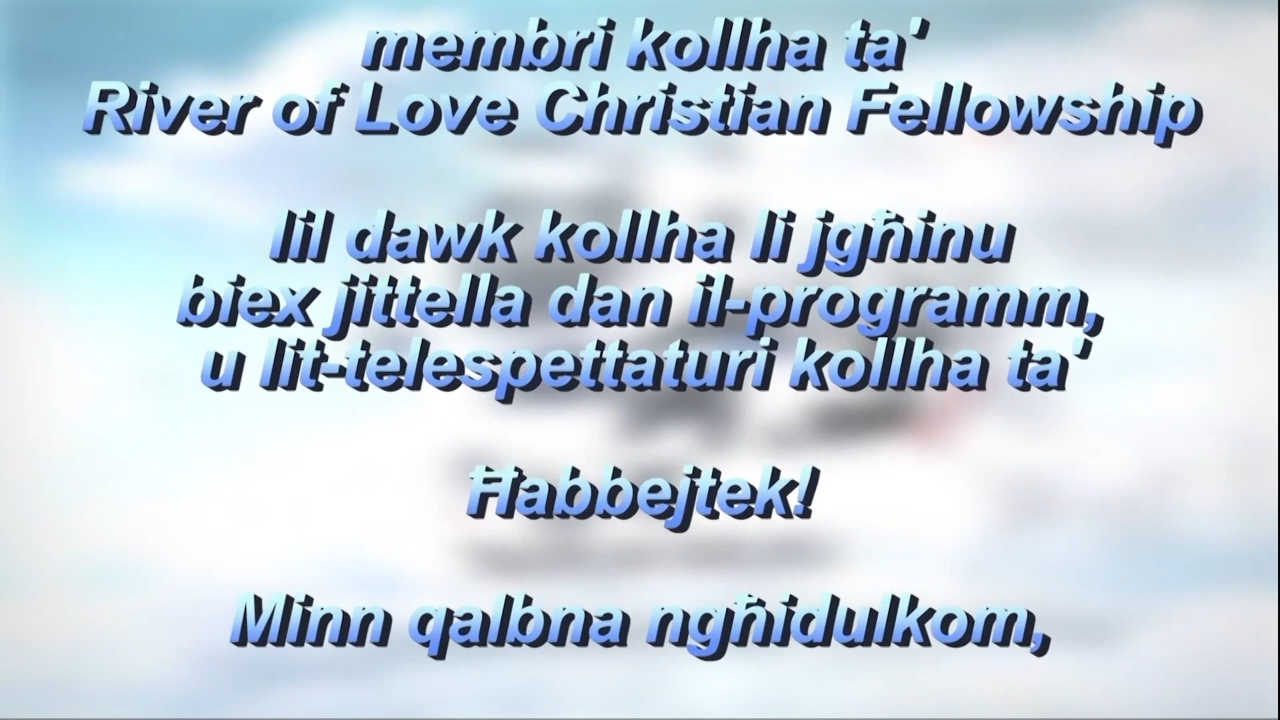 membri kollha ta'
River of Love Christian Fellowship
lil dawk kollha li jgħinu
biex jittella dan il-programm,
u lit-telespettaturi kollha ta'
Ħabbejtek!
Minn qalbna ngħidulkom,